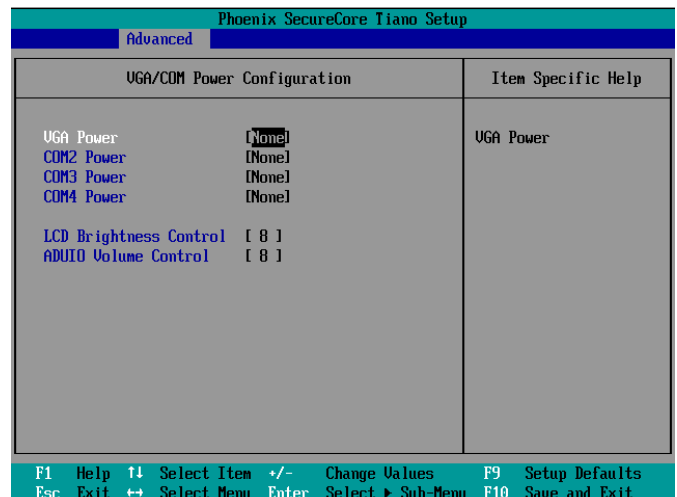 Phoenix SecureCore Tiano Setup
Advanced
VGA/COM Power Configuration
Item Specific Help
VGA Power [None]
VGA Power
COM2 Power [None]
COM3 Power [None]
COM4 Power [None]
LCD Brightness Control [ 8 ]
ADUIO Volume Control [ 8 ]
F1 Help ↑↓ Select Item +/- Change Values F9 Setup Defaults
Esc Exit ↔ Select Menu Enter Select ▶ Sub-Menu F10 Save and Exit